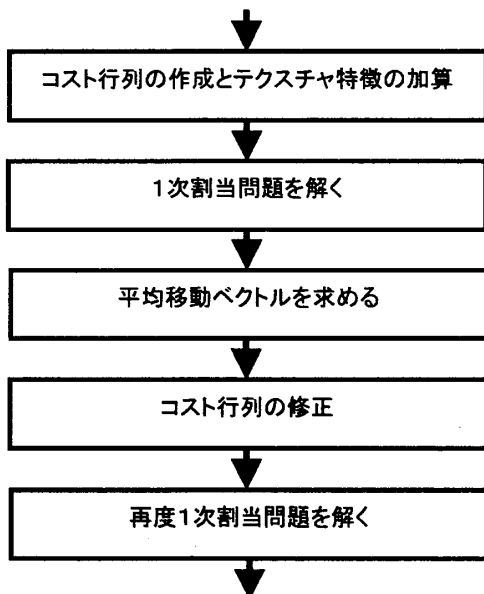 コスト行列の作成とテクスチャ特徴の加算
1次割当問題を解く
平均移動ベクトルを求める
コスト行列の修正
再度1次割当問題を解く